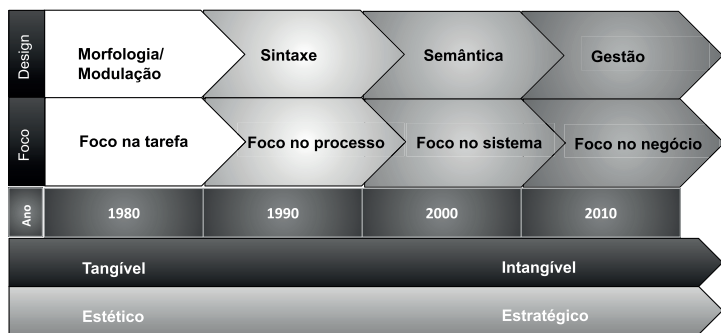 Design
Morfologia/
Modulação
Sintaxe
Semântica
Gestão
Foco
Foco na tarefa
Foco no processo
Foco no sistema
Foco no negócio
Ano
1980
1990
2000
2010
Tangível
Intangível
Estético
Estratégico